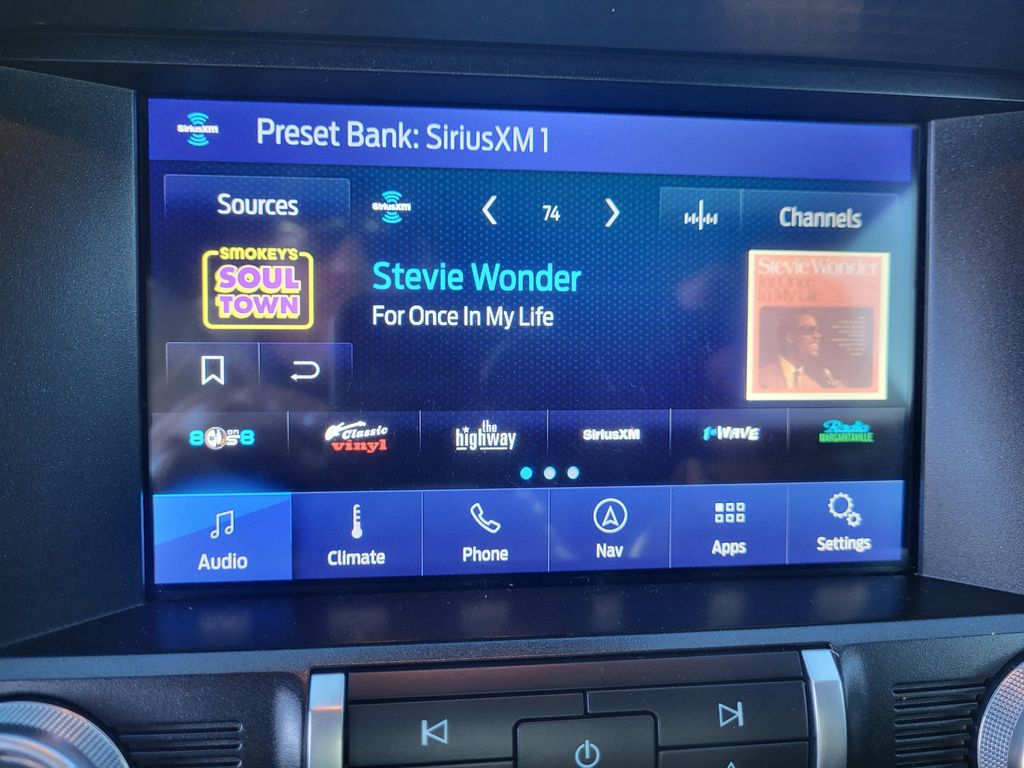 SiriusXM
Preset Bank: SiriusXM 1
Sources
SiriusXM
74
Channels
SMOKEY'S
SOUL
TOWN
Stevie Wonder
For Once In My Life
Stevie Wonder
For Once
In My Life
80s on 8
Classic
vinyl
the
highway
SiriusXM
1st WAVE
Radio
MARGARITAVILLE
Audio
Climate
Phone
Nav
Apps
Settings